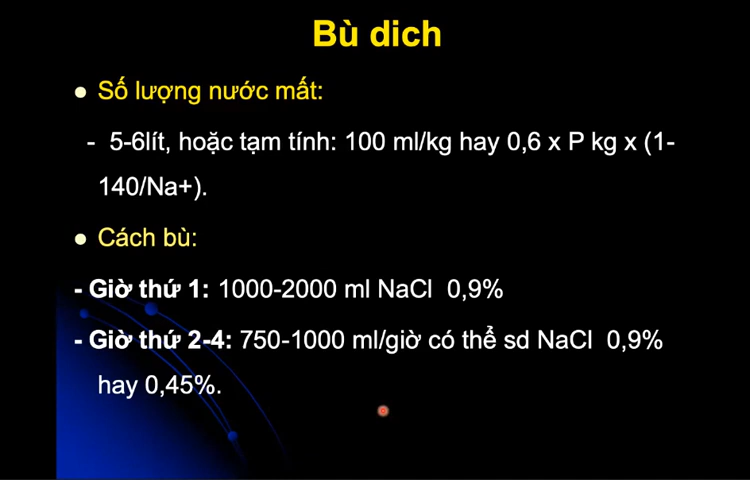 Bù dich
Số lượng nước mất:
- 5-6lít, hoặc tạm tính: 100 ml/kg hay 0,6 x P kg x (1-
140/Na+).
Cách bù:
- Giờ thứ 1: 1000-2000 ml NaCl 0,9%
- Giờ thứ 2-4: 750-1000 ml/giờ có thể sd NaCl 0,9%
hay 0,45%.